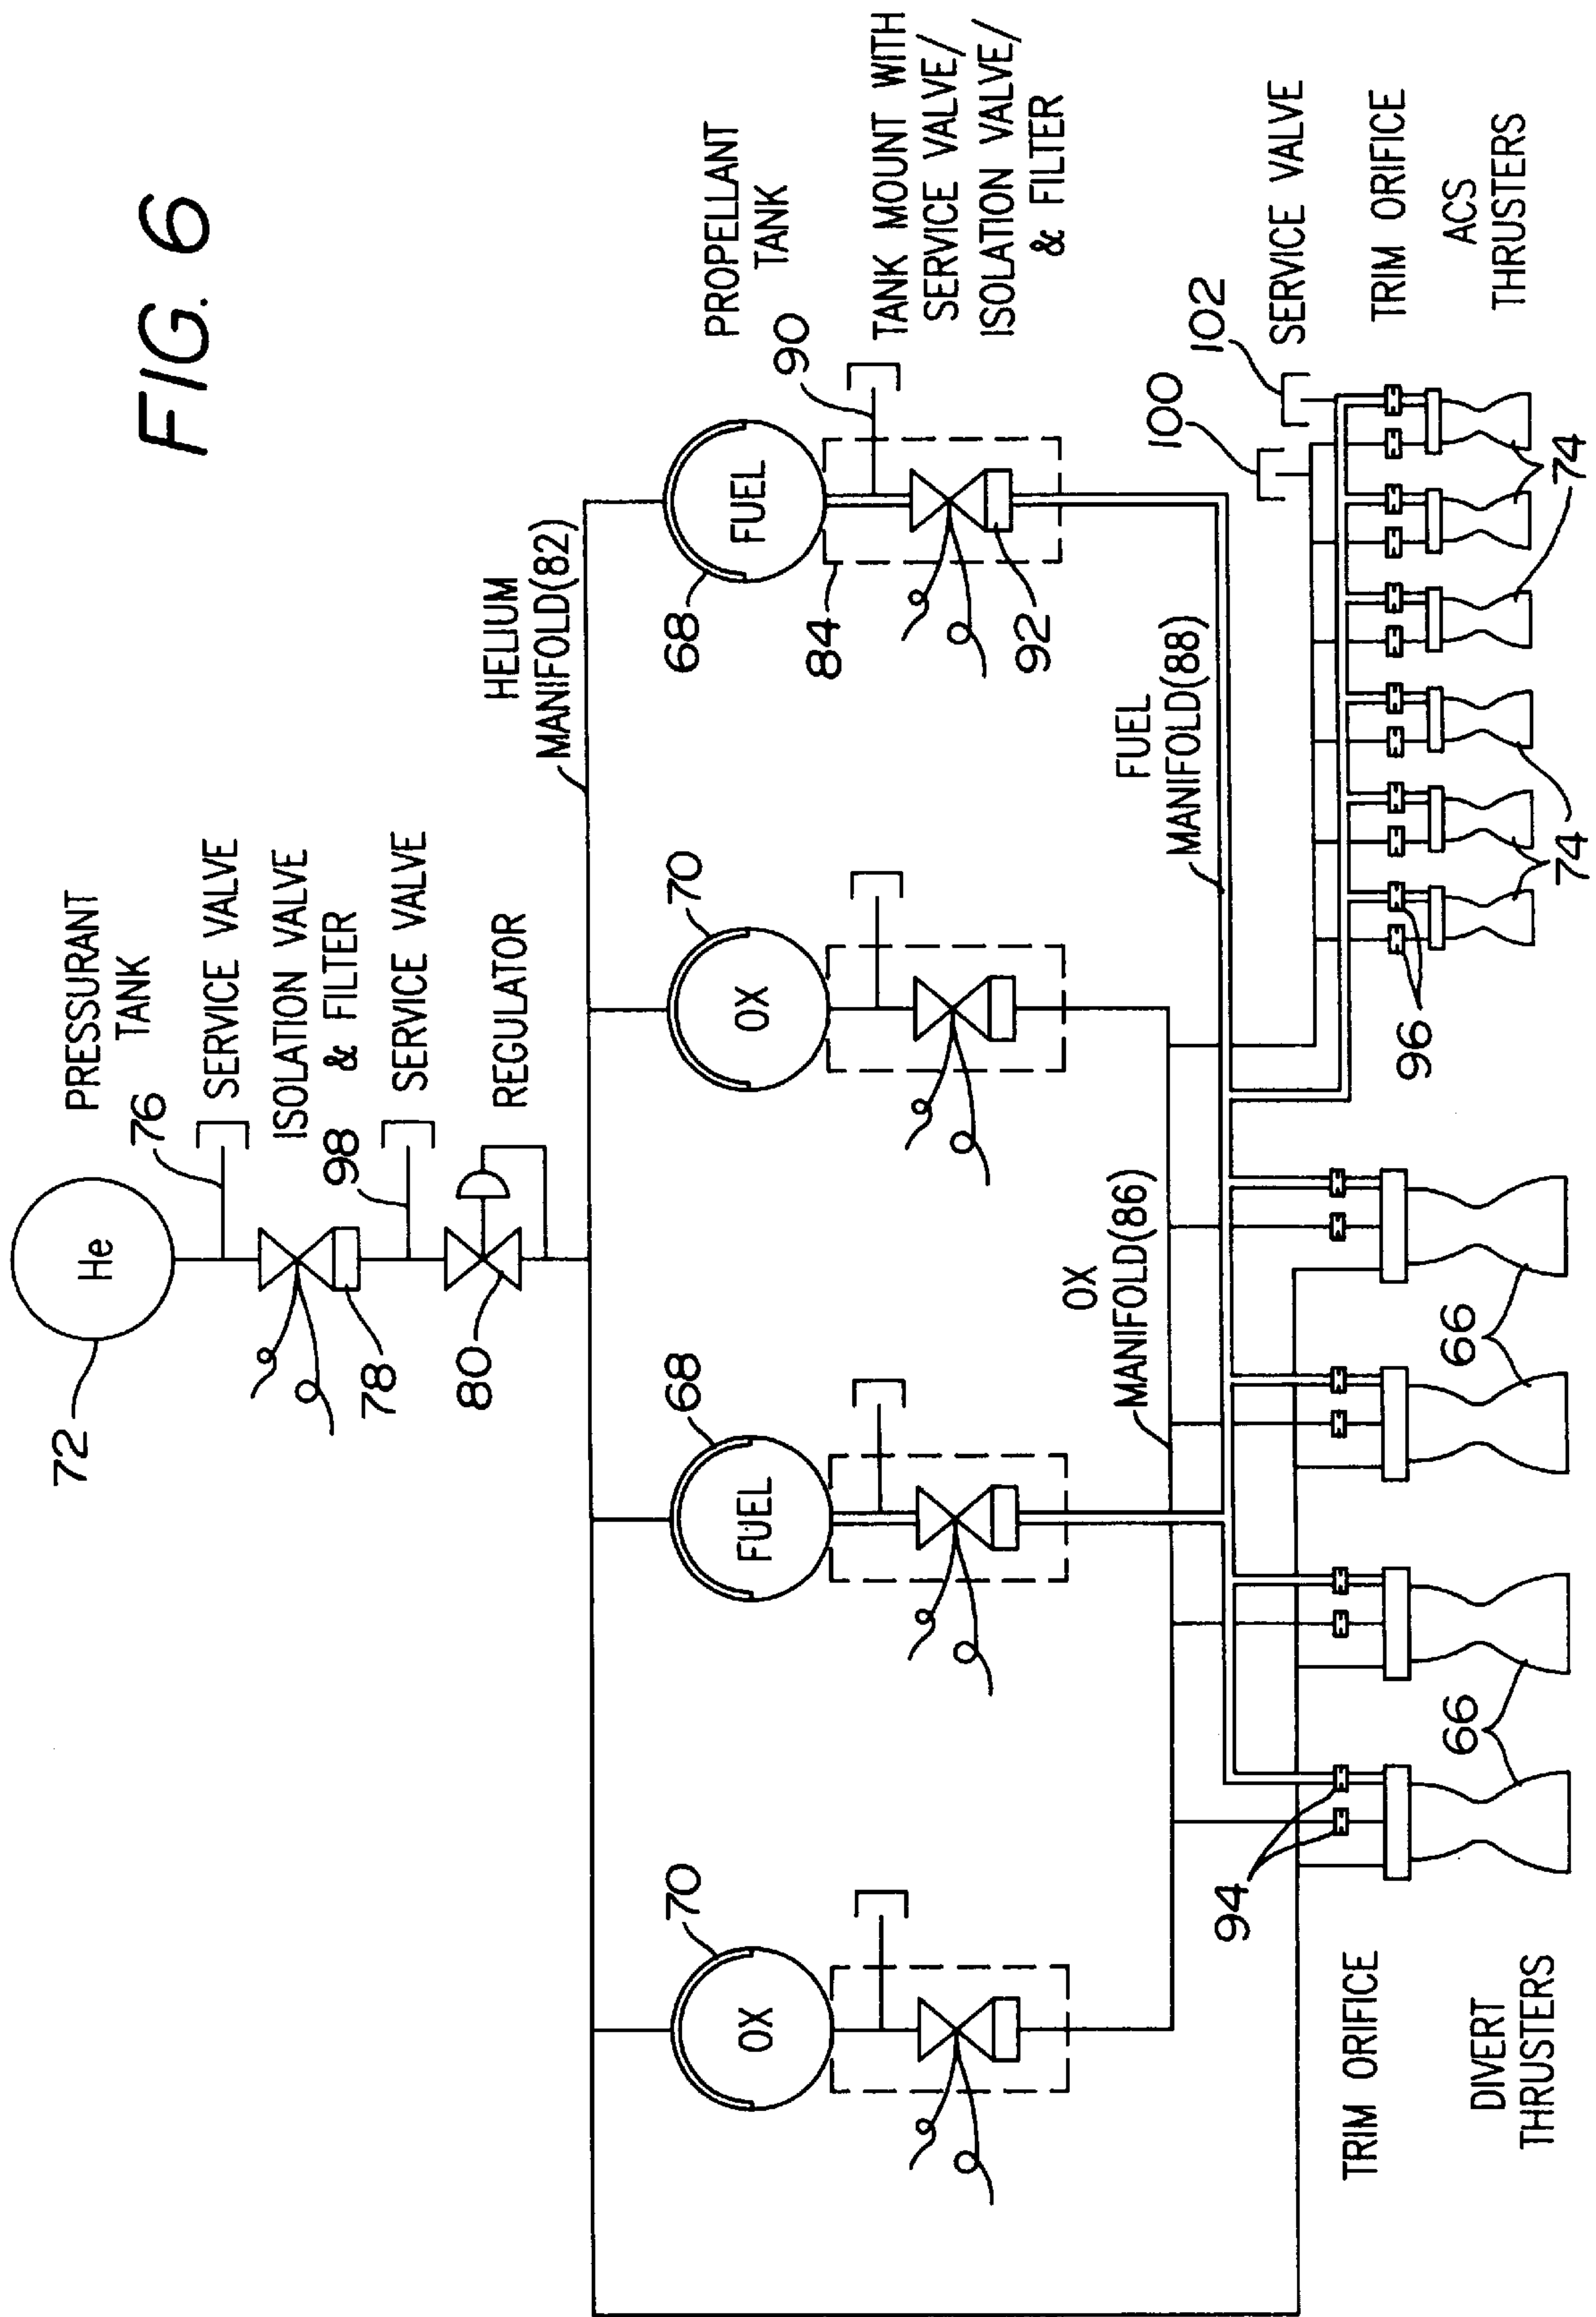 FIG. 6
PRESSURANT
TANK
He
72
76
SERVICE VALVE
ISOLATION VALVE
& FILTER
78
98
SERVICE VALVE
80
REGULATOR
HELIUM
MANIFOLD(82)
PROPELLANT
TANK
70
OX
68
FUEL
70
OX
68
FUEL
90
TANK MOUNT WITH
SERVICE VALVE/
ISOLATION VALVE/
& FILTER
84
92
OX
MANIFOLD(86)
FUEL
MANIFOLD(88)
100
102
SERVICE VALVE
94
TRIM ORIFICE
66
66
DIVERT
THRUSTERS
96
TRIM ORIFICE
74
74
74
74
ACS
THRUSTERS